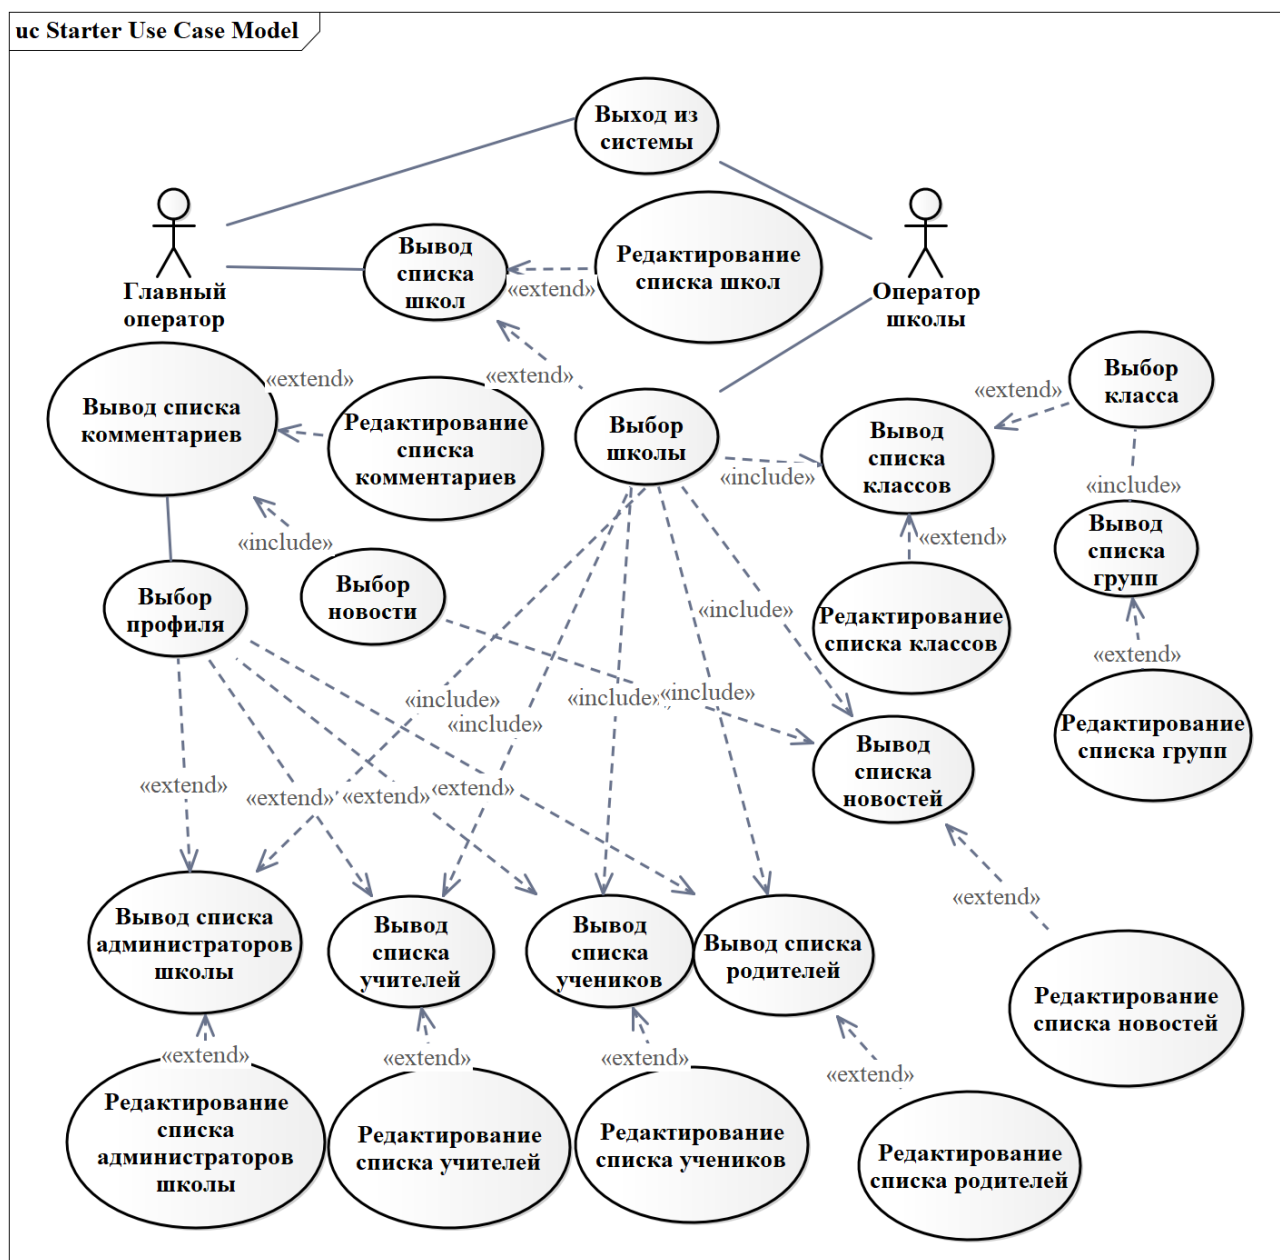 uc Starter Use Case Model
Выход из
системы
Главный
оператор
Вывод
списка
школ
«extend»
Редактирование
списка школ
Оператор
школы
«extend»
Вывод списка
комментариев
«extend»
Редактирование
списка
комментариев
Выбор
школы
«include»
Вывод
списка
классов
«extend»
Выбор
класса
«include»
«extend»
Вывод
списка
групп
«include»
Выбор
новости
Выбор
профиля
«include»
Редактирование
списка классов
«extend»
Редактирование
списка групп
«include»
«include»
«include»
«include»
Вывод
списка
новостей
«extend»
«extend»
«extend»
«extend»
«extend»
Вывод списка
администраторов
школы
Вывод
списка
учителей
Вывод
списка
учеников
Вывод списка
родителей
Редактирование
списка новостей
«extend»
«extend»
«extend»
«extend»
Редактирование
списка
администраторов
школы
Редактирование
списка учителей
Редактирование
списка учеников
Редактирование
списка родителей